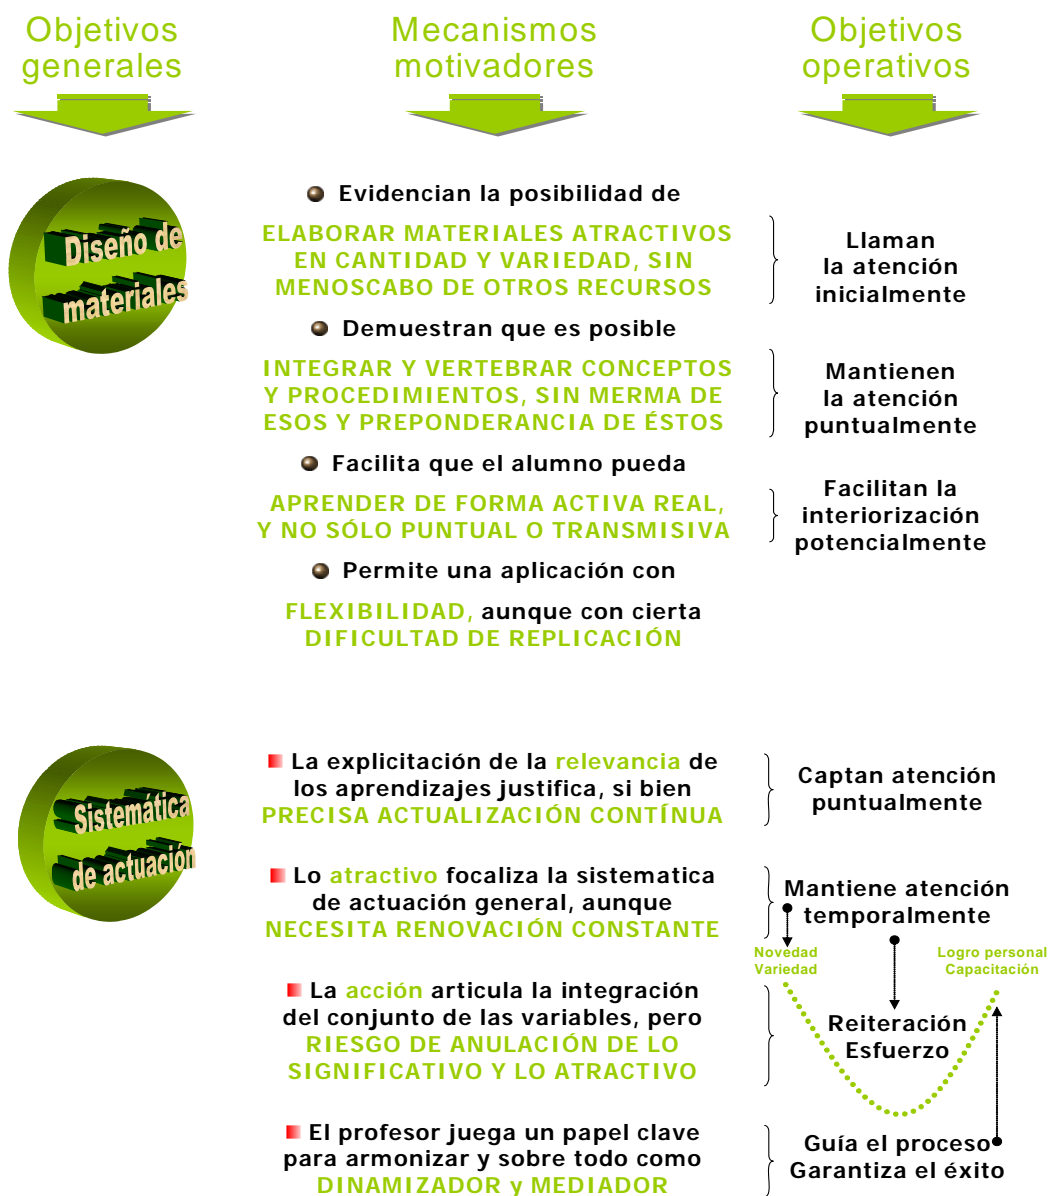 Objetivos
generales
Mecanismos
motivadores
Objetivos
operativos
Diseño de
materiales
Evidencian la posibilidad de
ELABORAR MATERIALES ATRACTIVOS
EN CANTIDAD Y VARIEDAD, SIN
MENOSCABO DE OTROS RECURSOS
Llaman
la atención
inicialmente
Demuestran que es posible
INTEGRAR Y VERTEBRAR CONCEPTOS
Y PROCEDIMIENTOS, SIN MERMA DE
ESOS Y PREPONDERANCIA DE ÉSTOS
Mantienen
la atención
puntualmente
Facilita que el alumno pueda
APRENDER DE FORMA ACTIVA REAL,
Y NO SÓLO PUNTUAL O TRANSMISIVA
Facilitan la
interiorización
potencialmente
Permite una aplicación con
FLEXIBILIDAD, aunque con cierta
DIFICULTAD DE REPLICACIÓN
Sistemática
de actuación
La explicitación de la relevancia de
los aprendizajes justifica, si bien
PRECISA ACTUALIZACIÓN CONTÍNUA
Captan atención
puntualmente
Lo atractivo focaliza la sistematica
de actuación general, aunque
NECESITA RENOVACIÓN CONSTANTE
Mantiene atención
temporalmente
Novedad
Variedad
Logro personal
Capacitación
La acción articula la integración
del conjunto de las variables, pero
RIESGO DE ANULACIÓN DE LO
SIGNIFICATIVO Y LO ATRACTIVO
Reiteración
Esfuerzo
El profesor juega un papel clave
para armonizar y sobre todo como
DINAMIZADOR y MEDIADOR
Guía el proceso
Garantiza el éxito